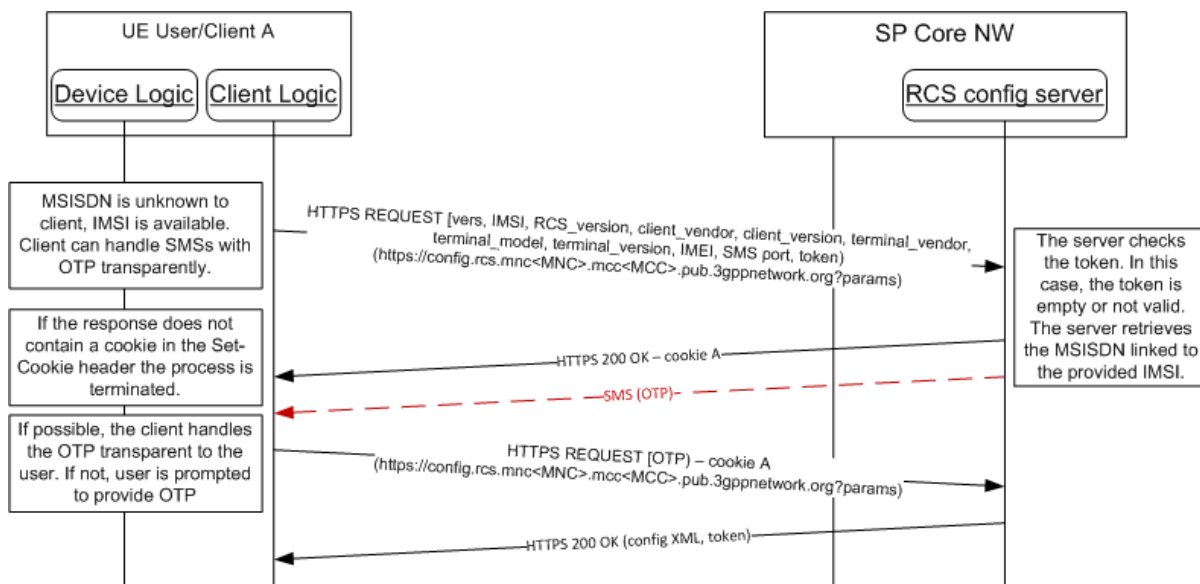 UE User/Client A
SP Core NW
Device Logic
Client Logic
RCS config server
MSISDN is unknown to
client, IMSI is available.
Client can handle SMSs with
OTP transparently.
HTTPS REQUEST [vers, IMSI, RCS_version, client_vendor, client_version, terminal_vendor,
terminal_model, terminal_version, IMEI, SMS port, token)
(https://config.rcs.mnc<MNC>.mcc<MCC>.pub.3gppnetwork.org?params)
The server checks
the token. In this
case, the token is
empty or not valid.
The server retrieves
the MSISDN linked to
the provided IMSI.
If the response does not
contain a cookie in the Set-
Cookie header the process is
terminated.
HTTPS 200 OK – cookie A
SMS (OTP)
If possible, the client handles
the OTP transparent to the
user. If not, user is prompted
to provide OTP
HTTPS REQUEST [OTP) – cookie A
(https://config.rcs.mnc<MNC>.mcc<MCC>.pub.3gppnetwork.org?params)
HTTPS 200 OK (config XML, token)